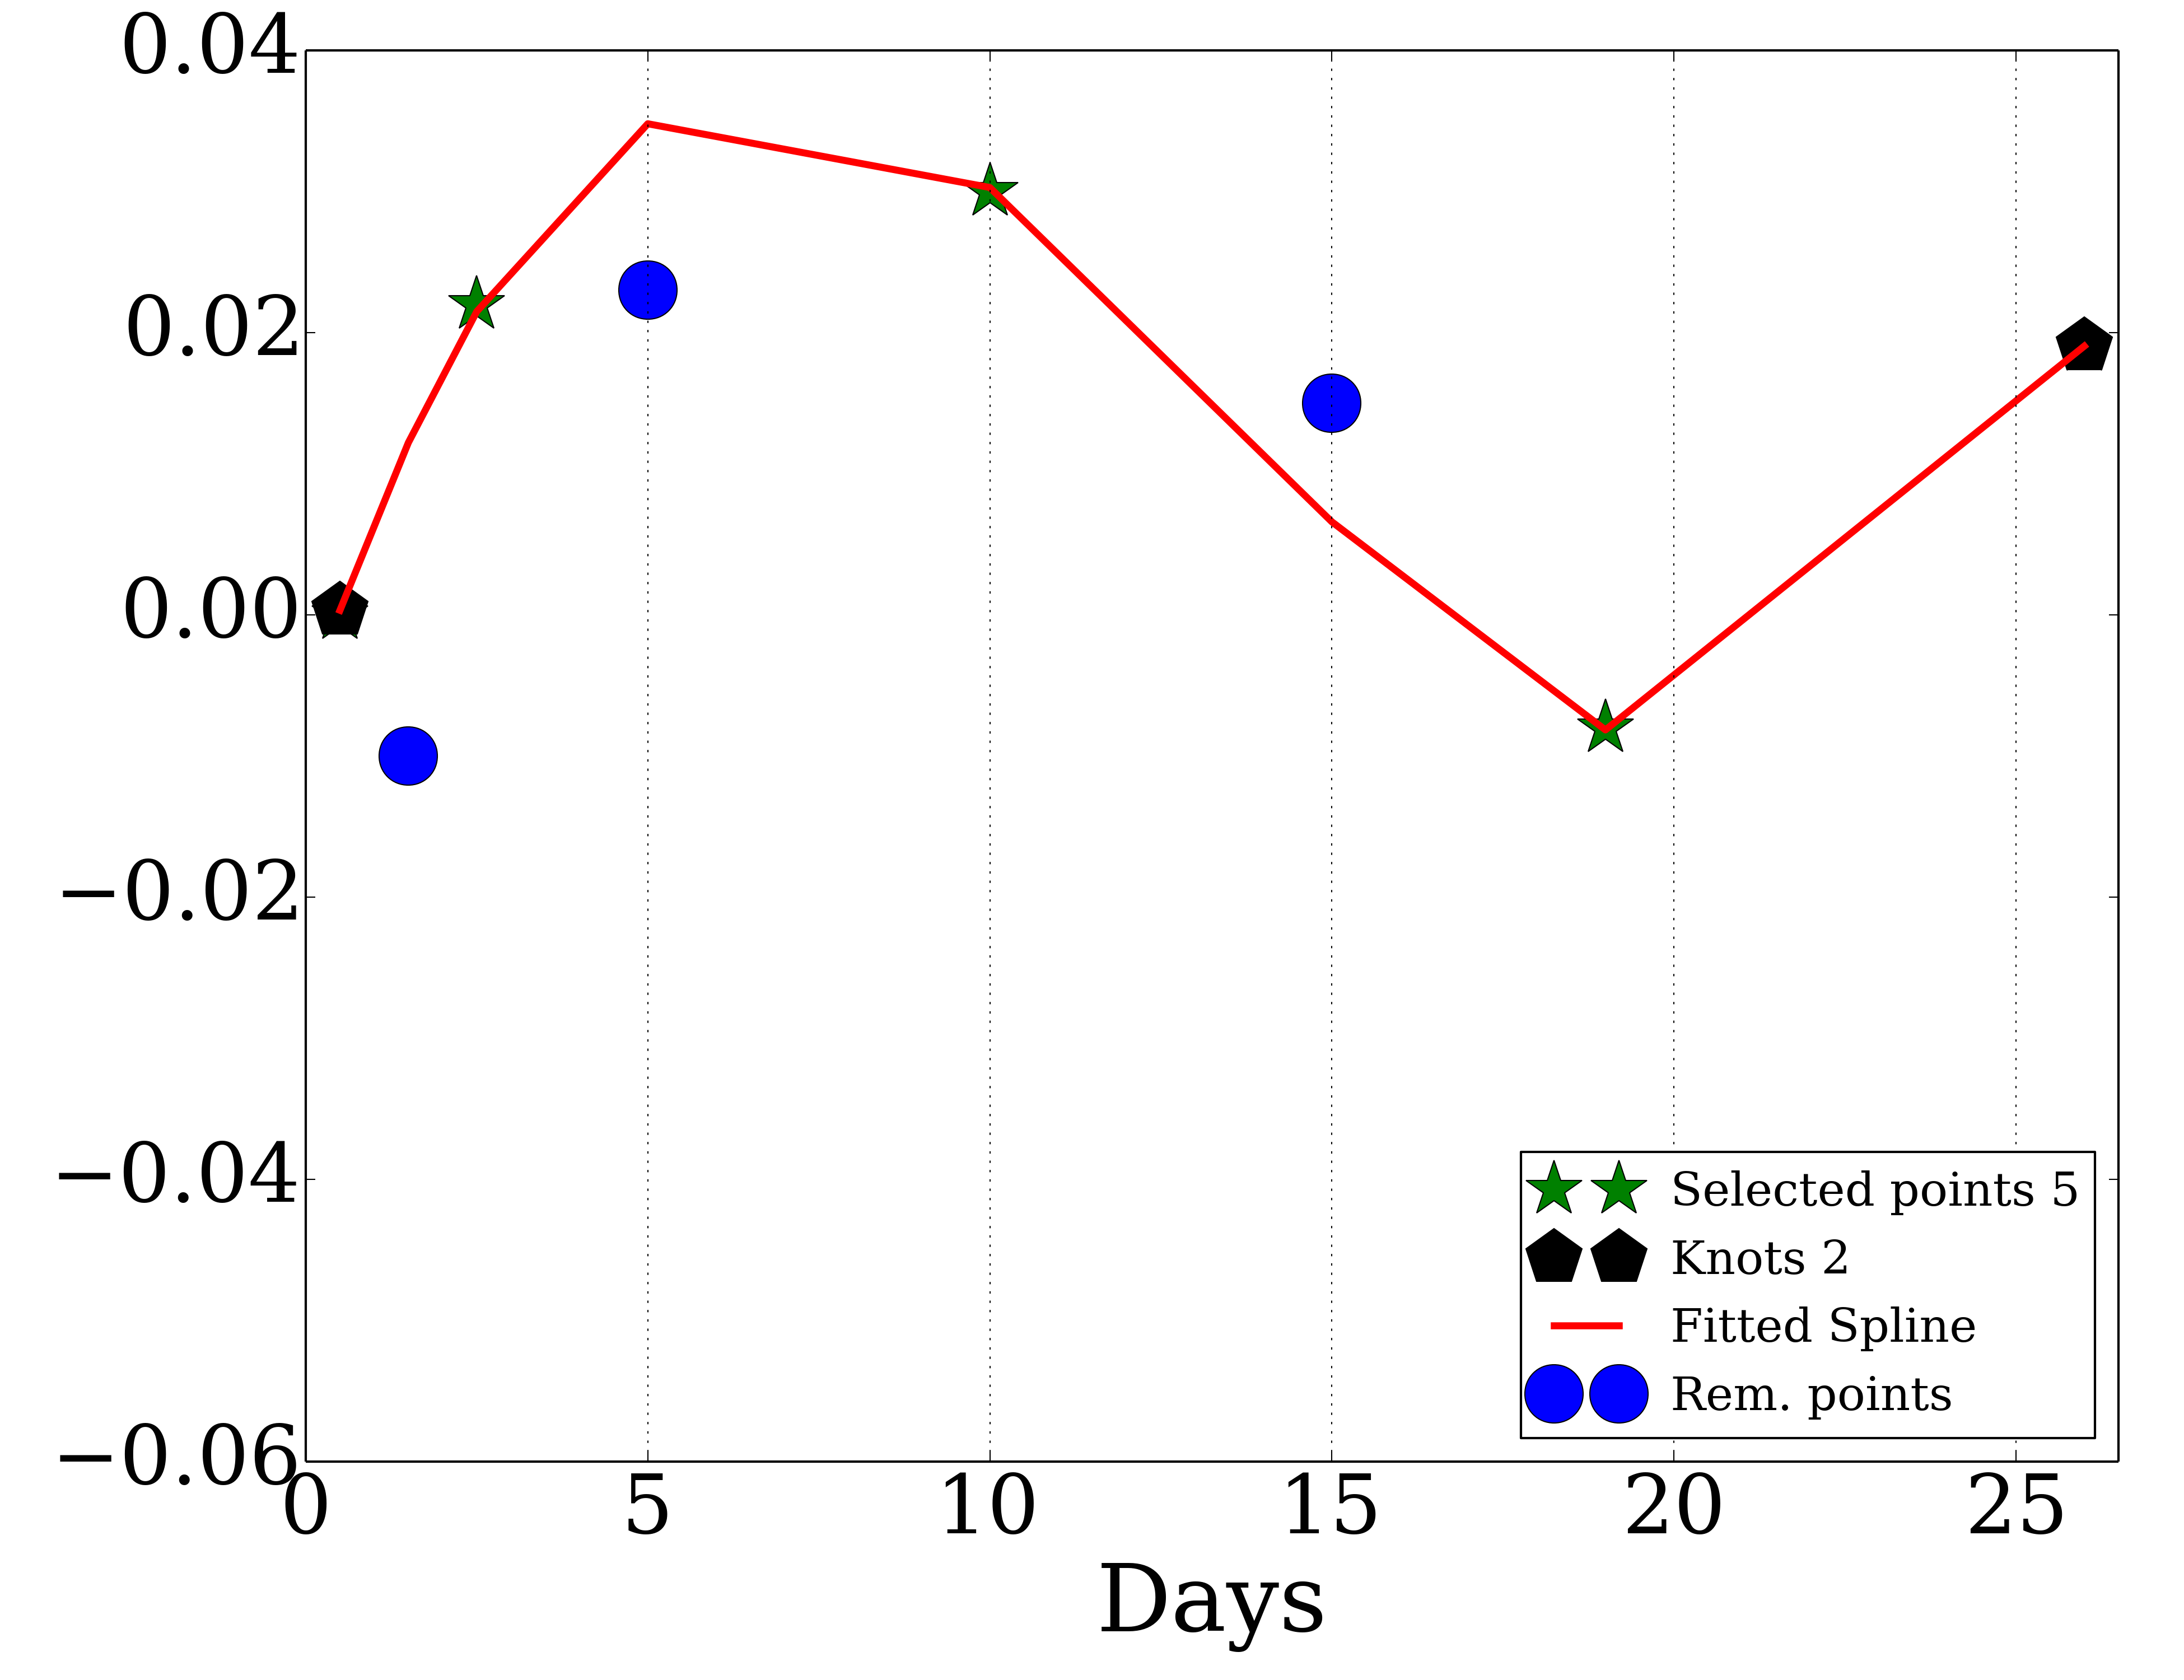 0.04
0.02
0.00
−0.02
−0.04
−0.06
0 5 10 15 20 25
Days
Selected points 5
Knots 2
Fitted Spline
Rem. points